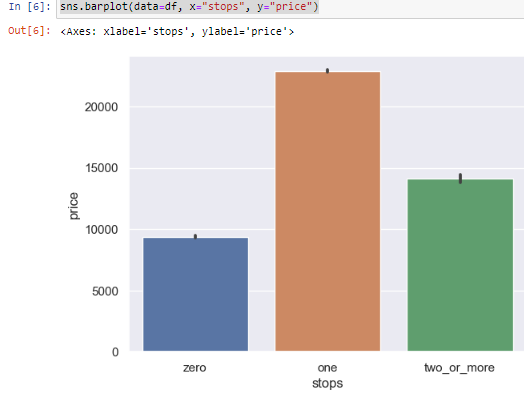 In [6]: sns.barplot(data=df, x="stops", y="price")
Out[6]: <Axes: xlabel='stops', ylabel='price'>
20000
15000
10000
5000
0
price
zero one two_or_more
stops